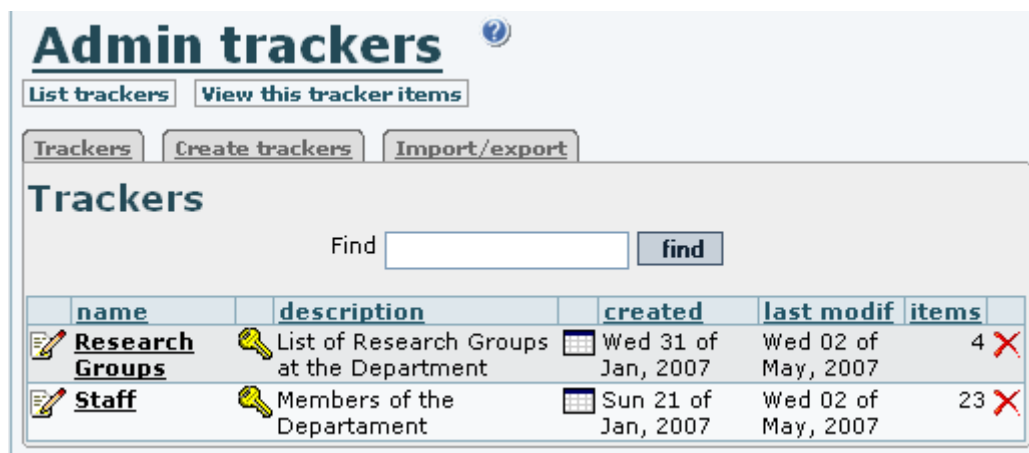 Admin trackers ?
List trackers View this tracker items
Trackers Create trackers Import/export
Trackers
Find find
name description created last modif items
Research List of Research Groups Wed 31 of Wed 02 of 4
Groups at the Department Jan, 2007 May, 2007
Staff Members of the Sun 21 of Wed 02 of 23
Departament Jan, 2007 May, 2007